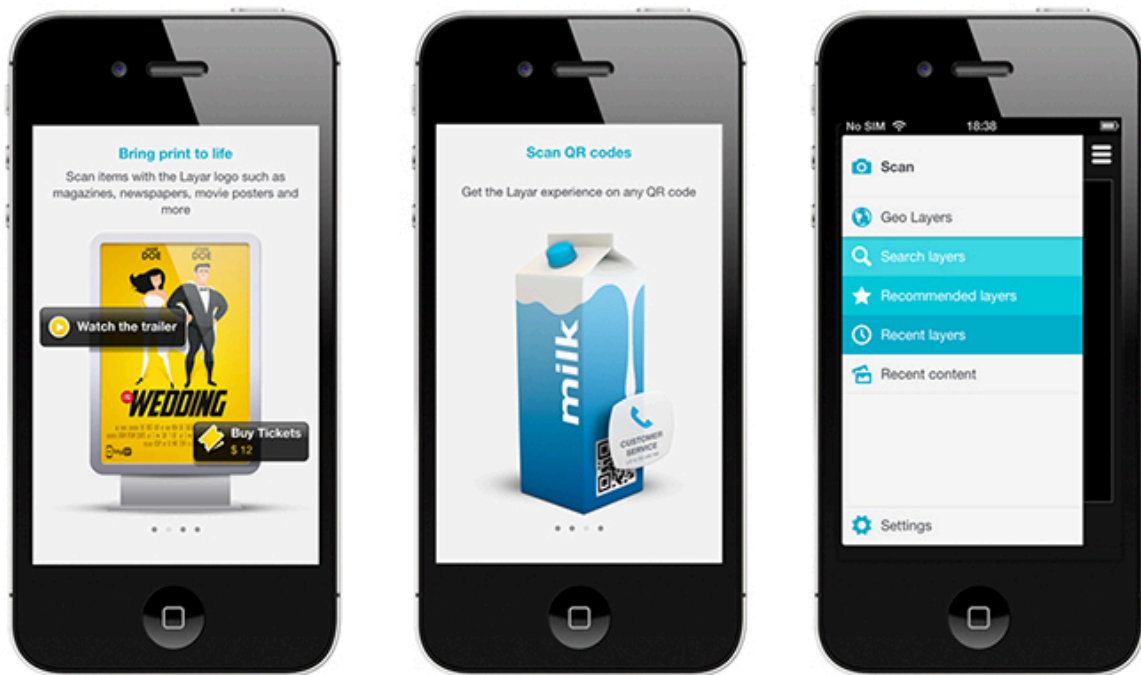 Bring print to life
Scan items with the Layar logo such as
magazines, newspapers, movie posters and
more
DOE DOE
Watch the trailer
WEDDING
Buy Tickets
$ 12
Scan QR codes
Get the Layar experience on any QR code
milk
CUSTOMER
SERVICE
No SIM 18:38
Scan
Geo Layers
Search layers
Recommended layers
Recent layers
Recent content
Settings